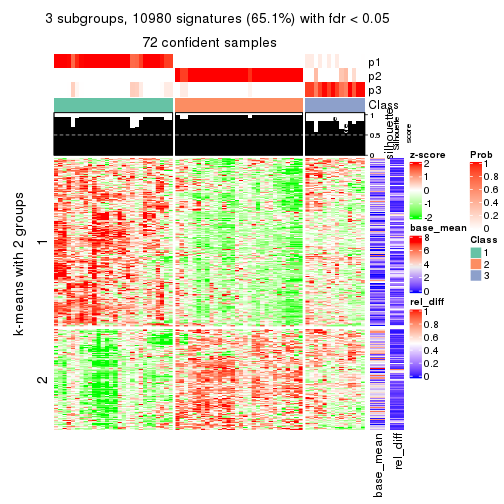 3 subgroups, 10980 signatures (65.1%) with fdr < 0.05
72 confident samples
p1
p2
p3
Class
1
0.5
0
silhouette
silhouette
score
k-means with 2 groups
1
2
base_mean
rel_diff
z-score
2
1
0
-1
-2
base_mean
8
6
4
2
0
rel_diff
1
0.8
0.6
0.4
0.2
0
Prob
1
0.8
0.6
0.4
0.2
0
Class
1
2
3